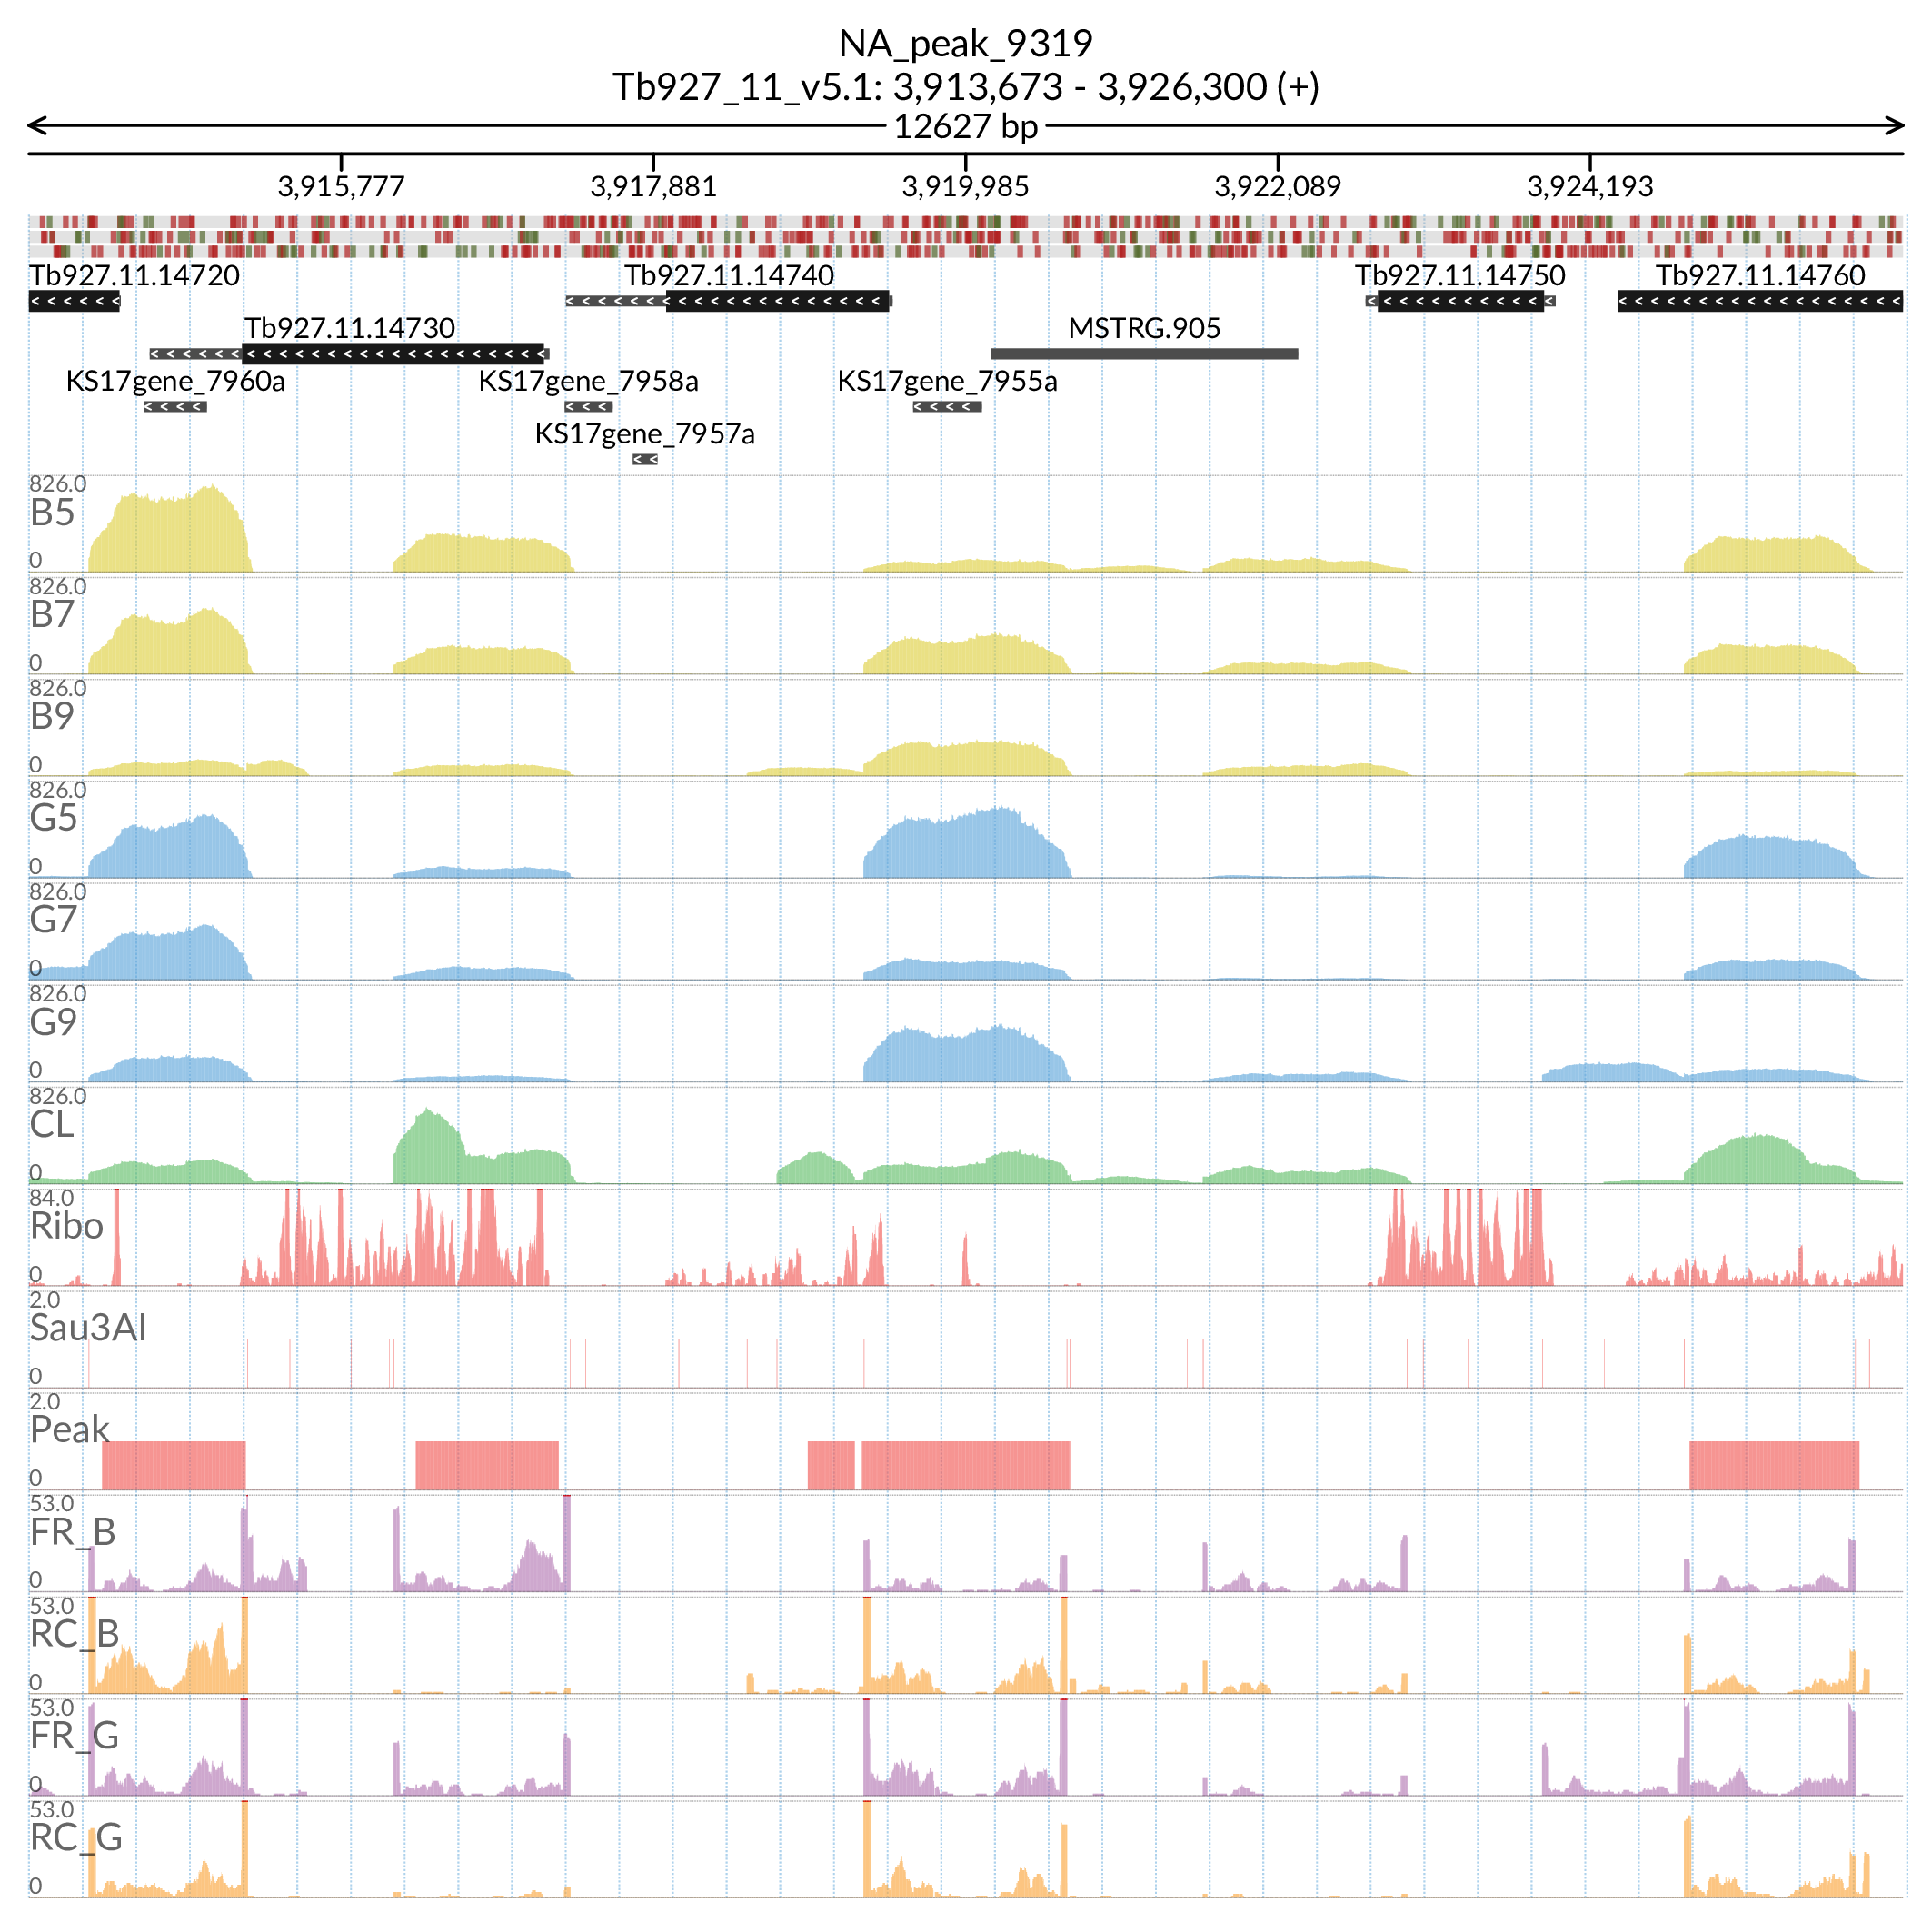 NA_peak_9319
Tb927_11_v5.1: 3,913,673 - 3,926,300 (+)
12627 bp
3,915,777 3,917,881 3,919,985 3,922,089 3,924,193
Tb927.11.14720 Tb927.11.14740 Tb927.11.14750 Tb927.11.14760
Tb927.11.14730 MSTRG.905
KS17gene_7960a KS17gene_7958a KS17gene_7955a
KS17gene_7957a
826.0
B5
0
826.0
B7
0
826.0
B9
0
826.0
G5
0
826.0
G7
0
826.0
G9
0
826.0
CL
0
84.0
Ribo
0
2.0
Sau3AI
0
2.0
Peak
0
53.0
FR_B
0
53.0
RC_B
0
53.0
FR_G
0
53.0
RC_G
0